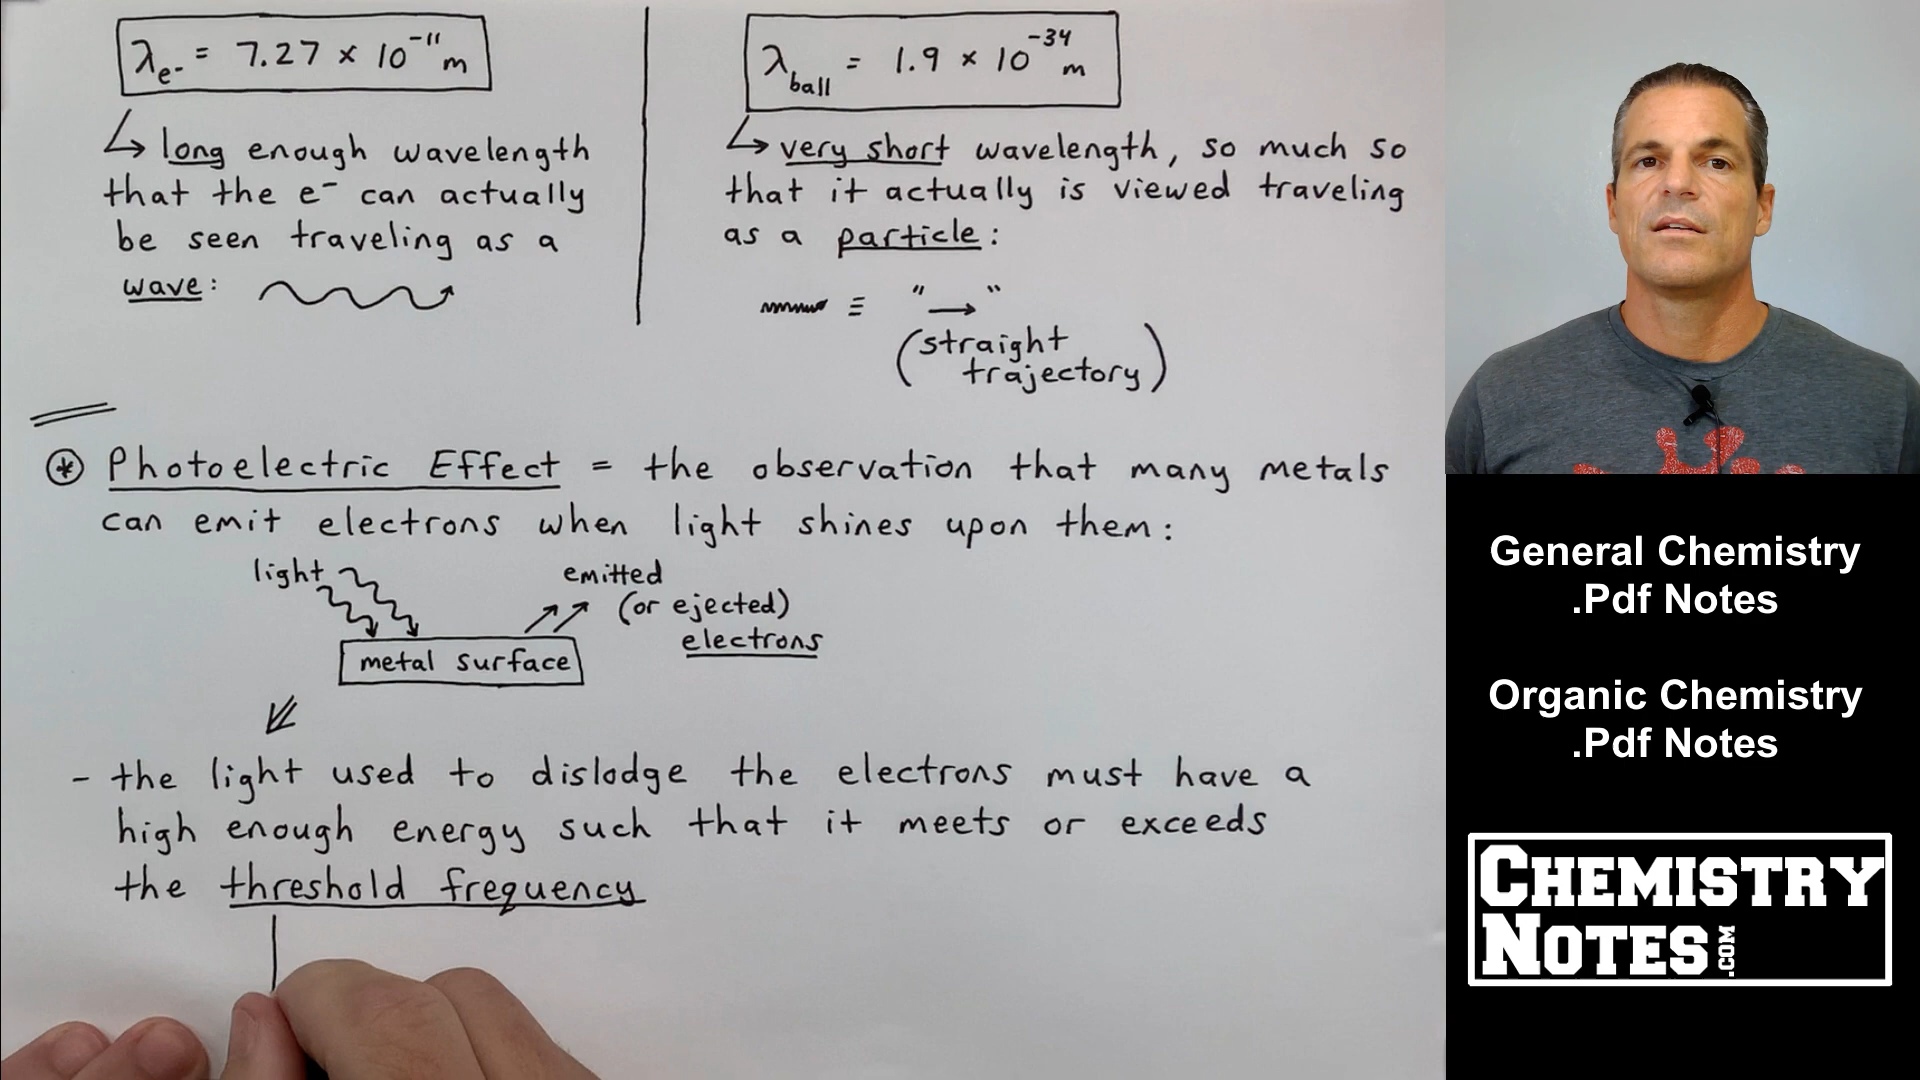 λe- = 7.27 × 10⁻¹¹ m
↳ long enough wavelength
that the e⁻ can actually
be seen traveling as a
wave:
λball = 1.9 × 10⁻³⁴ m
↳ very short wavelength, so much so
that it actually is viewed traveling
as a particle:
≡ " → "
(straight
trajectory)
* Photoelectric Effect = the observation that many metals
can emit electrons when light shines upon them:
light
emitted
(or ejected)
electrons
metal surface
- the light used to dislodge the electrons must have a
high enough energy such that it meets or exceeds
the threshold frequency
General Chemistry
.Pdf Notes
Organic Chemistry
.Pdf Notes
CHEMISTRY
NOTES.COM